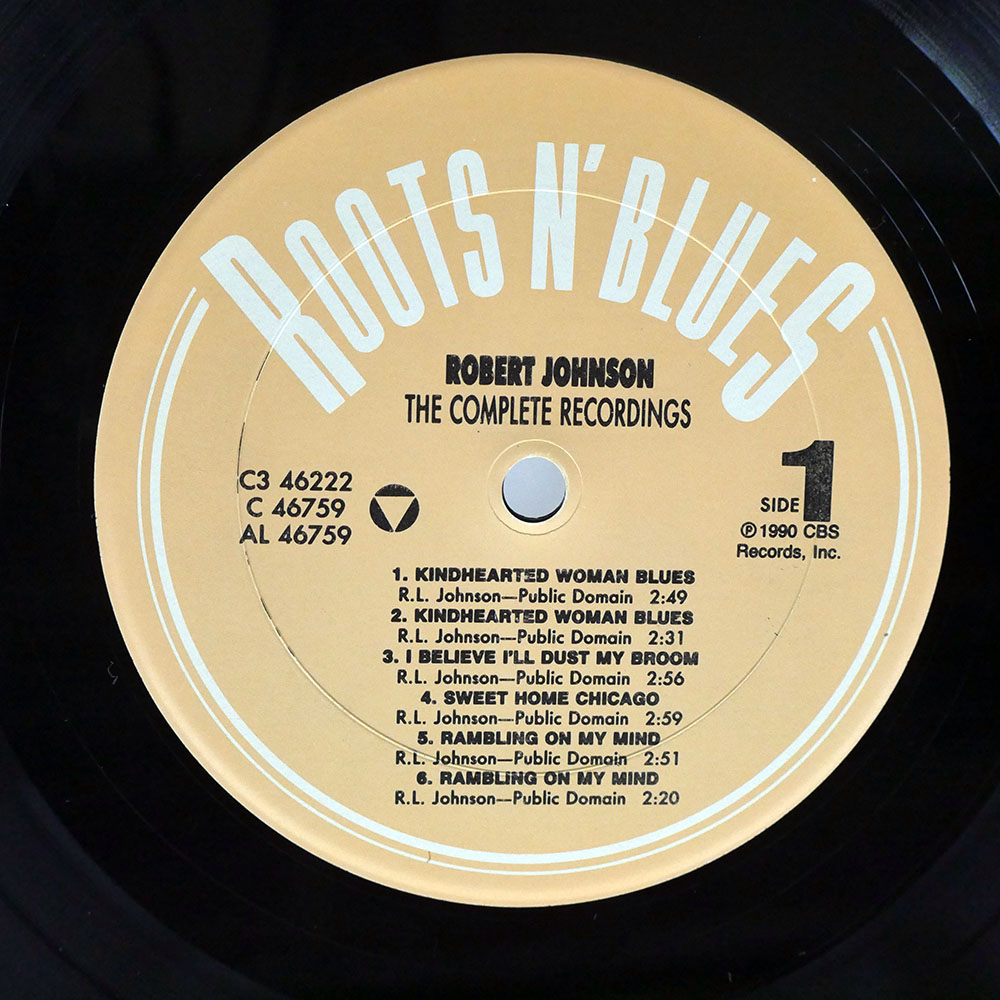 ROOTS N' BLUES
ROBERT JOHNSON
THE COMPLETE RECORDINGS
C3 46222
C 46759
AL 46759
SIDE 1
℗ 1990 CBS
Records, Inc.
1. KINDHEARTED WOMAN BLUES
R.L. Johnson—Public Domain 2:49
2. KINDHEARTED WOMAN BLUES
R.L. Johnson—Public Domain 2:31
3. I BELIEVE I'LL DUST MY BROOM
R.L. Johnson—Public Domain 2:56
4. SWEET HOME CHICAGO
R.L. Johnson—Public Domain 2:59
5. RAMBLING ON MY MIND
R.L. Johnson—Public Domain 2:51
6. RAMBLING ON MY MIND
R.L. Johnson—Public Domain 2:20